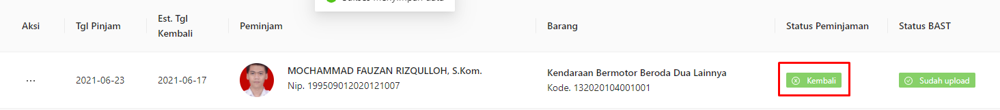 Sukses menyimpan data
Aksi
Tgl Pinjam
Est. Tgl
Kembali
Peminjam
Barang
Status Peminjaman
Status BAST
...
2021-06-23
2021-06-17
MOCHAMMAD FAUZAN RIZQULLOH, S.Kom.
Nip. 199509012020121007
Kendaraan Bermotor Beroda Dua Lainnya
Kode. 132020104001001
Kembali
Sudah upload